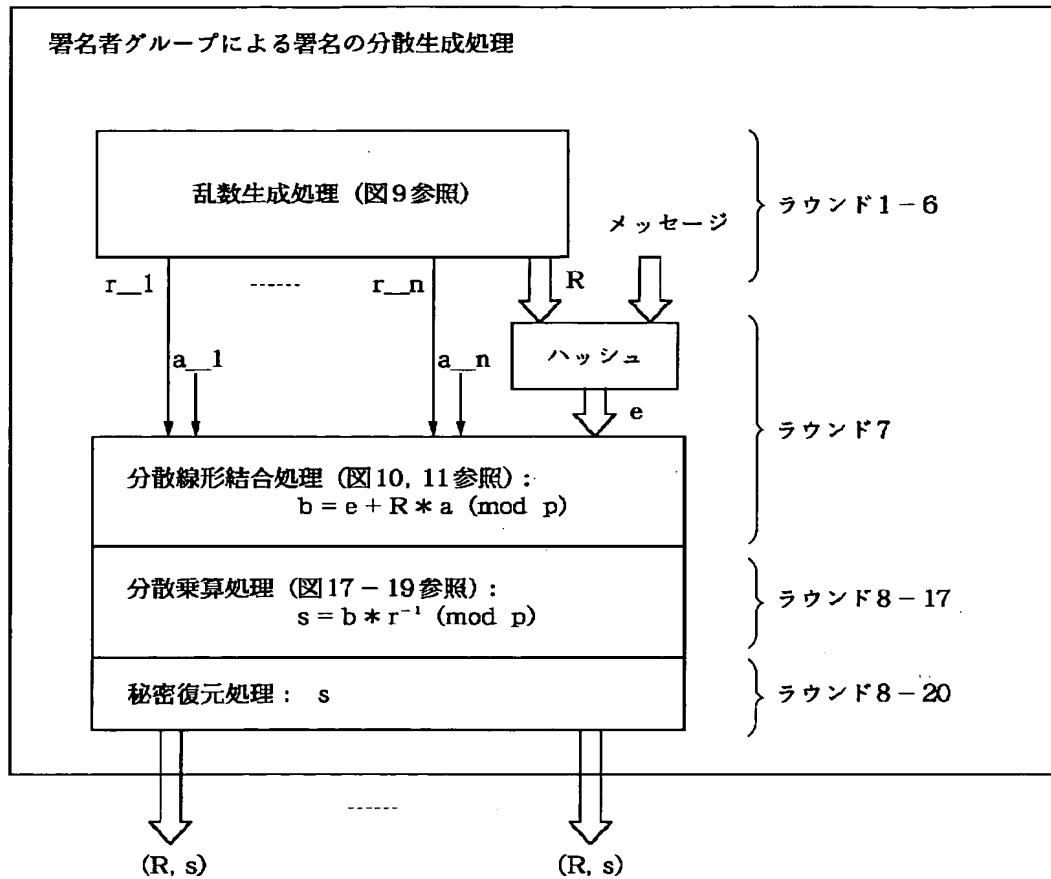 署名者グループによる署名の分散生成処理
乱数生成処理 (図9参照)
ラウンド1-6
メッセージ
r__1
------
r__n
R
a__1
a__n
ハッシュ
e
ラウンド7
分散線形結合処理 (図10, 11参照) :
b = e + R * a (mod p)
分散乗算処理 (図17-19参照) :
s = b * r⁻¹ (mod p)
ラウンド8-17
秘密復元処理 : s
ラウンド8-20
------
(R, s)
(R, s)